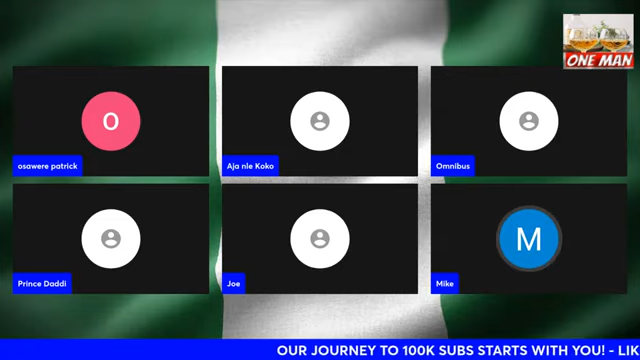 ONE MAN
O
osawere patrick
Aja nie Koko
Omnibus
Prince Daddi
Joe
M
Mike
OUR JOURNEY TO 100K SUBS STARTS WITH YOU! - LIK